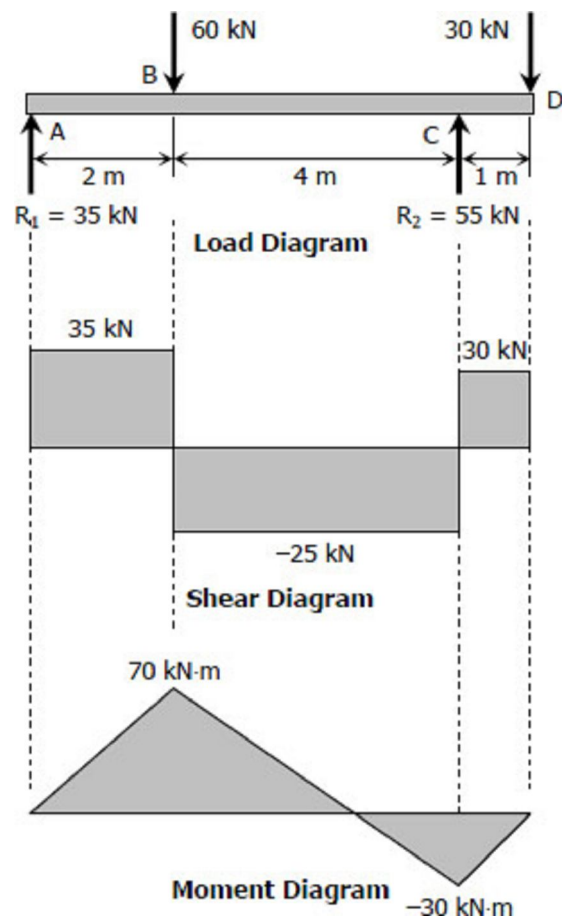 60 kN 30 kN
B D
A C
2 m 4 m 1 m
R₁ = 35 kN R₂ = 55 kN
Load Diagram
35 kN
30 kN
−25 kN
Shear Diagram
70 kN·m
Moment Diagram
−30 kN·m